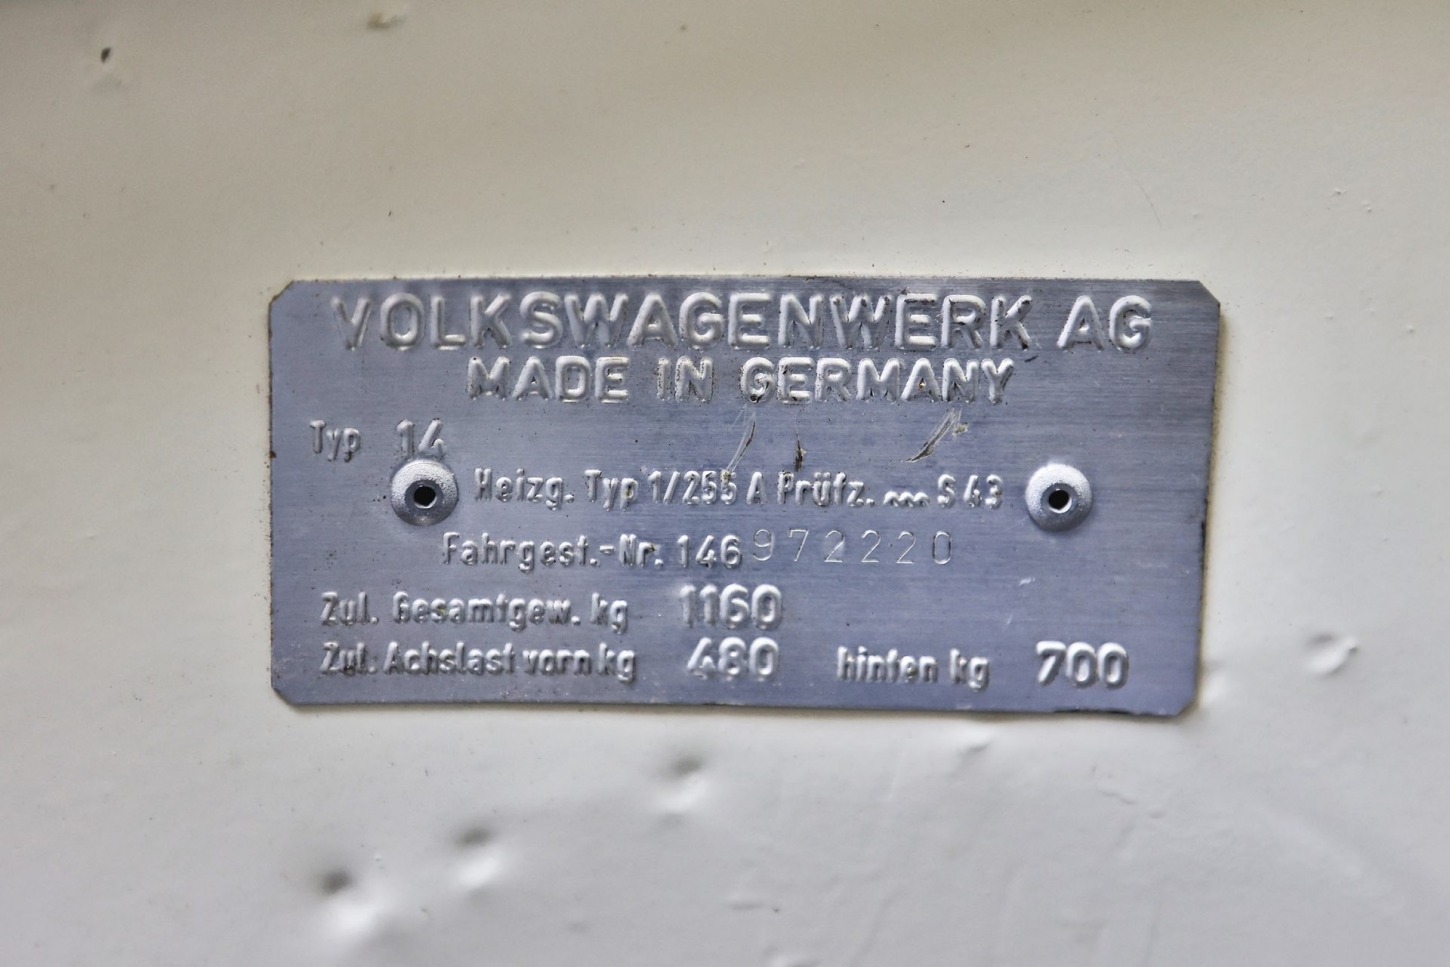 VOLKSWAGENWERK AG
MADE IN GERMANY
Typ 14
Heizg. Typ 1/255 A Prüfz. ﹏ S 43
Fahrgest.-Nr. 146 972220
Zul. Gesamtgew. kg 1160
Zul. Achslast vorn kg 480 hinten kg 700